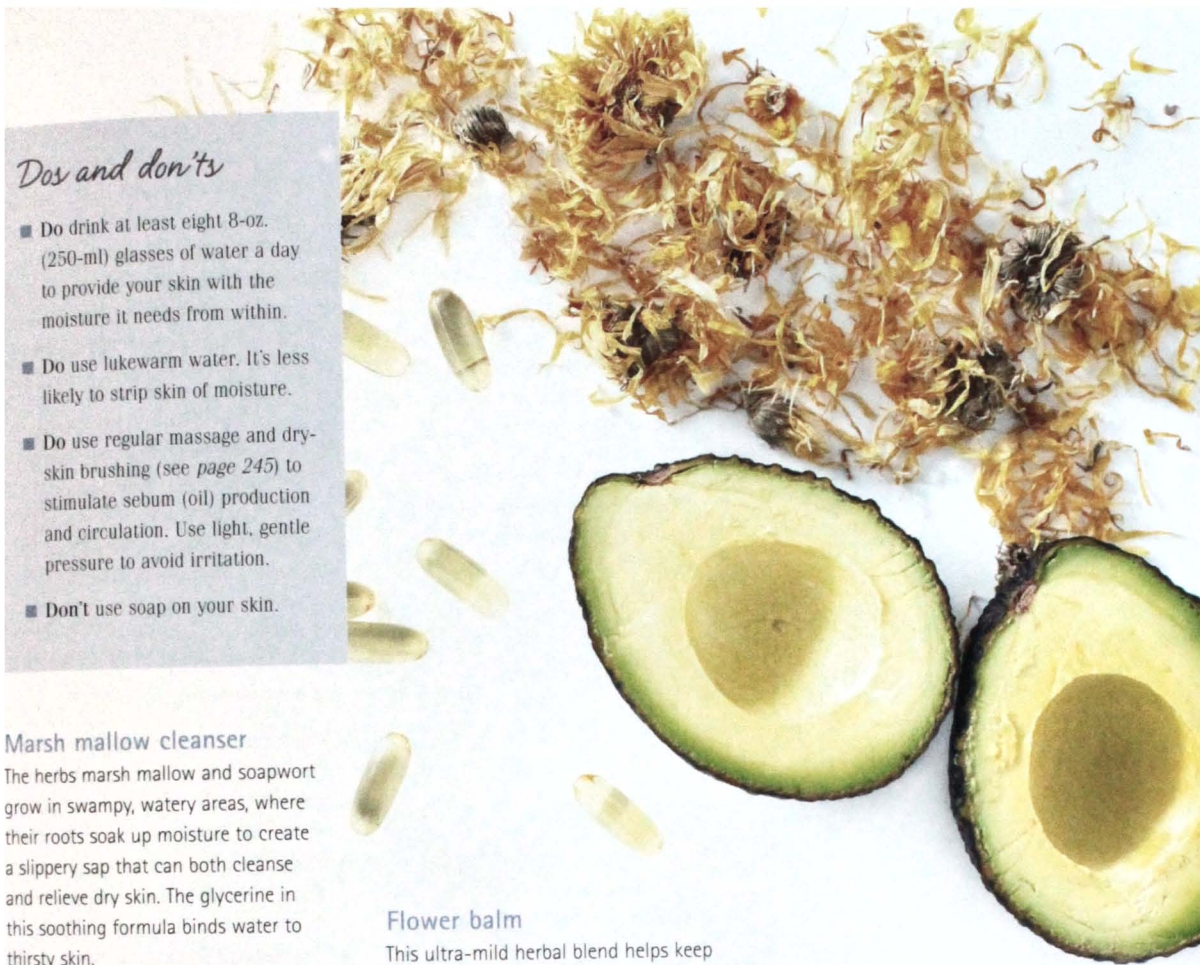 Dos and don'ts
■ Do drink at least eight 8-oz.
(250-ml) glasses of water a day
to provide your skin with the
moisture it needs from within.
■ Do use lukewarm water. It's less
likely to strip skin of moisture.
■ Do use regular massage and dry-
skin brushing (see page 245) to
stimulate sebum (oil) production
and circulation. Use light, gentle
pressure to avoid irritation.
■ Don't use soap on your skin.
Marsh mallow cleanser
The herbs marsh mallow and soapwort
grow in swampy, watery areas, where
their roots soak up moisture to create
a slippery sap that can both cleanse
and relieve dry skin. The glycerine in
this soothing formula binds water to
thirsty skin.
Flower balm
This ultra-mild herbal blend helps keep